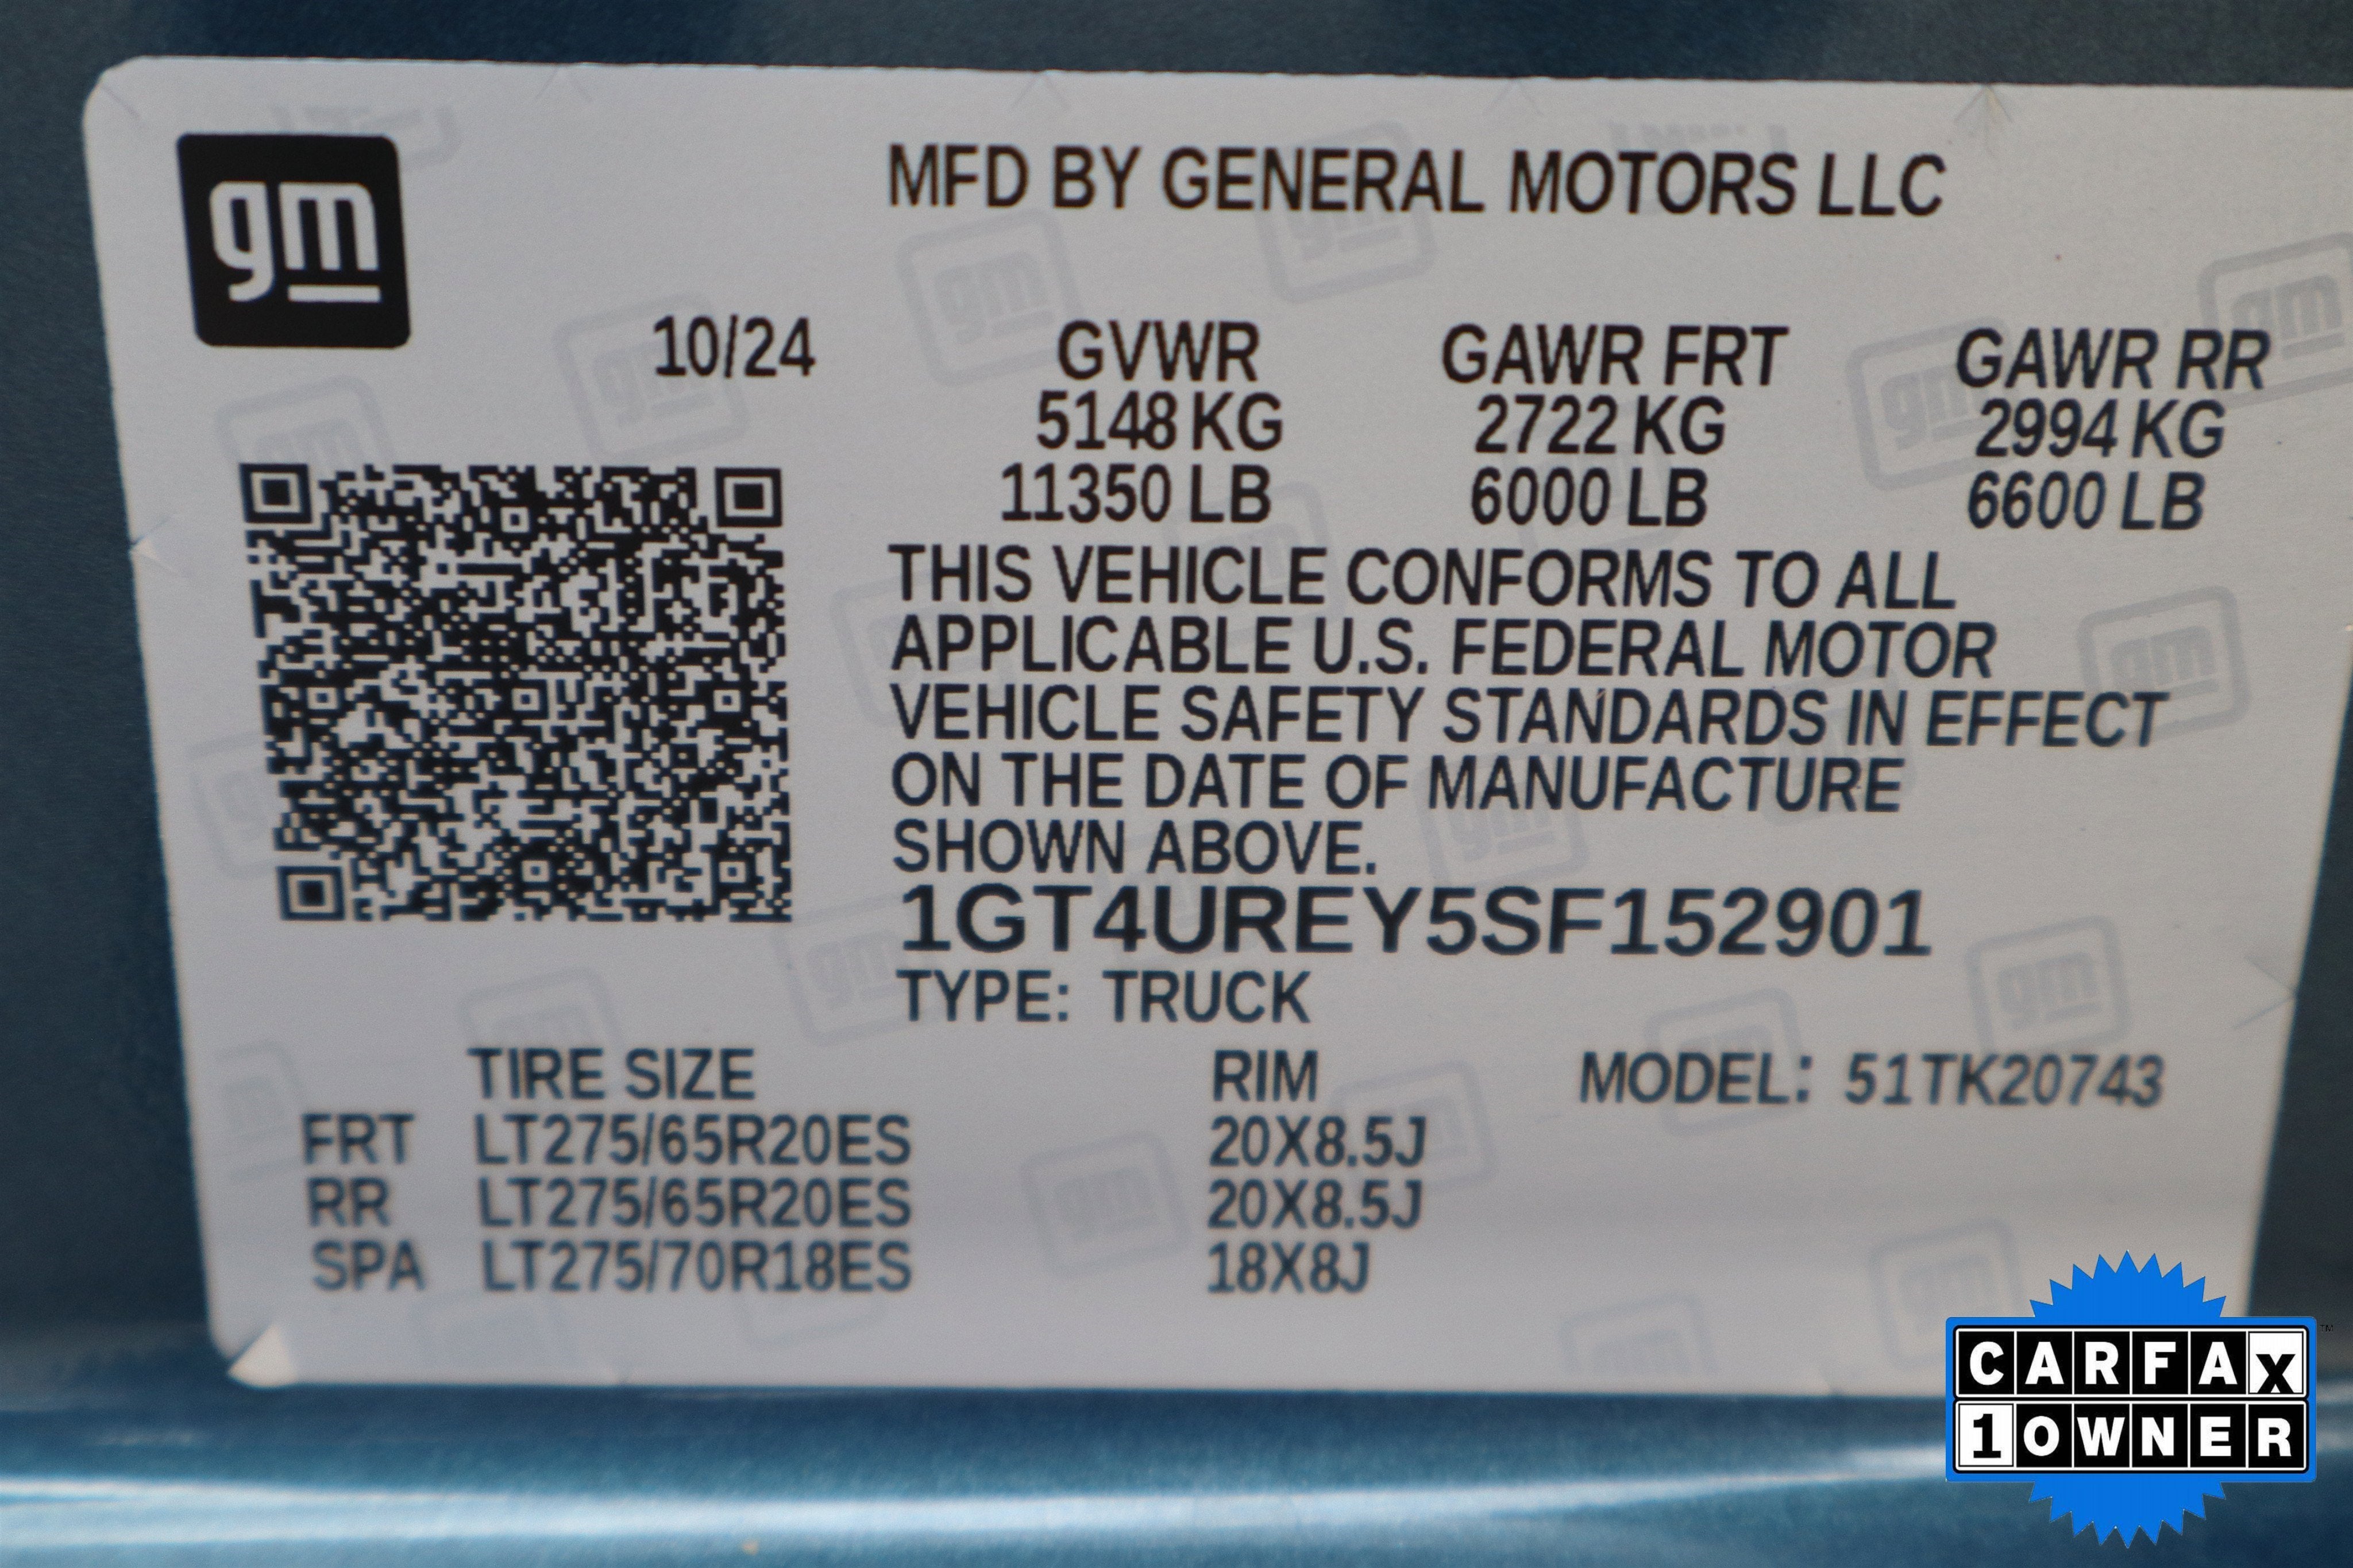 gm
MFD BY GENERAL MOTORS LLC
10/24 GVWR GAWR FRT GAWR RR
5148 KG 2722 KG 2994 KG
11350 LB 6000 LB 6600 LB
THIS VEHICLE CONFORMS TO ALL
APPLICABLE U.S. FEDERAL MOTOR
VEHICLE SAFETY STANDARDS IN EFFECT
ON THE DATE OF MANUFACTURE
SHOWN ABOVE.
1GT4UREY5SF152901
TYPE: TRUCK
TIRE SIZE RIM MODEL: 51TK20743
FRT LT275/65R20ES 20X8.5J
RR LT275/65R20ES 20X8.5J
SPA LT275/70R18ES 18X8J
CARFAX TM
1 OWNER